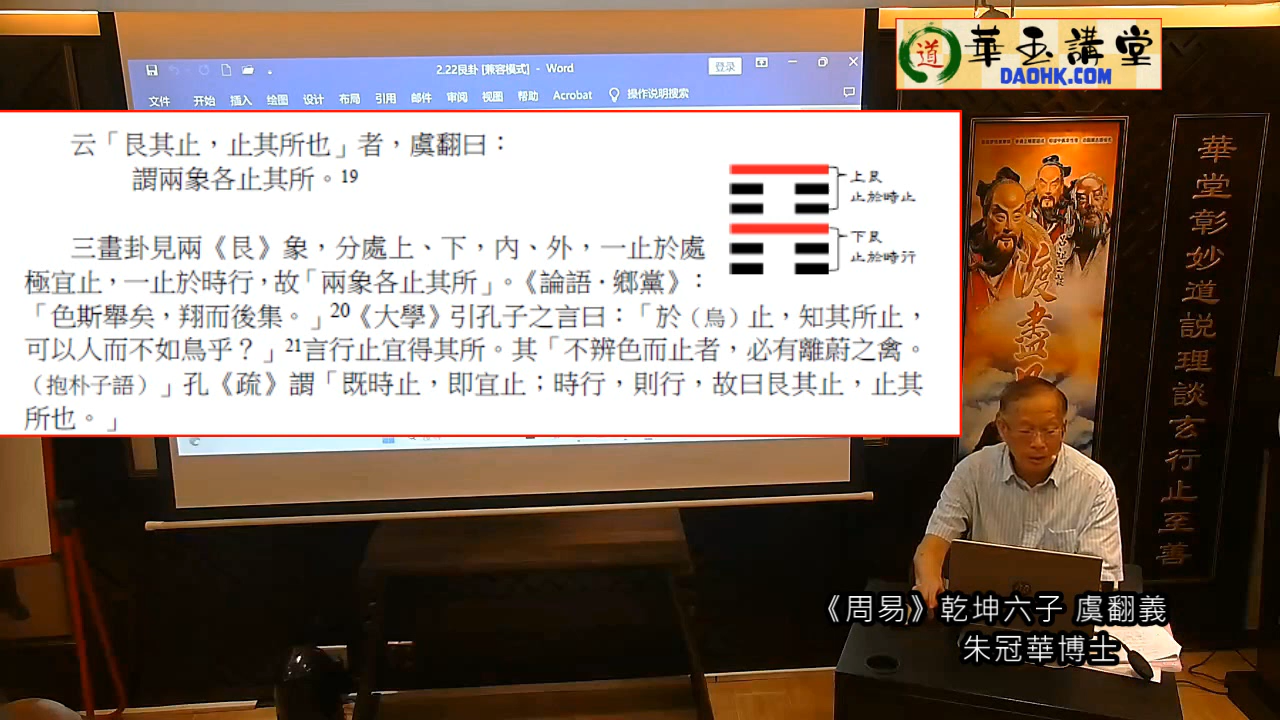 華玉講堂
DAOHK.COM
2.22艮卦 [兼容模式] - Word
登录
文件 开始 插入 绘图 设计 布局 引用 邮件 审阅 视图 帮助 Acrobat 操作说明搜索
云「艮其止，止其所也」者，虞翻曰：
謂兩象各止其所。19
上艮
止於時止
下艮
止於時行
三畫卦見兩《艮》象，分處上、下，內、外，一止於處
極宜止，一止於時行，故「兩象各止其所」。《論語·鄉黨》：
「色斯舉矣，翔而後集。」20《大學》引孔子之言曰：「於（烏）止，知其所止，
可以人而不如鳥乎？」21言行止宜得其所。其「不辨色而止者，必有離蔚之禽。
（抱朴子語）」孔《疏》謂「既時止，即宜止；時行，則行，故曰艮其止，止其
所也。」
渡盡
華堂彰妙道説理談玄行止至善
《周易》乾坤六子 虞翻義
朱冠華博士